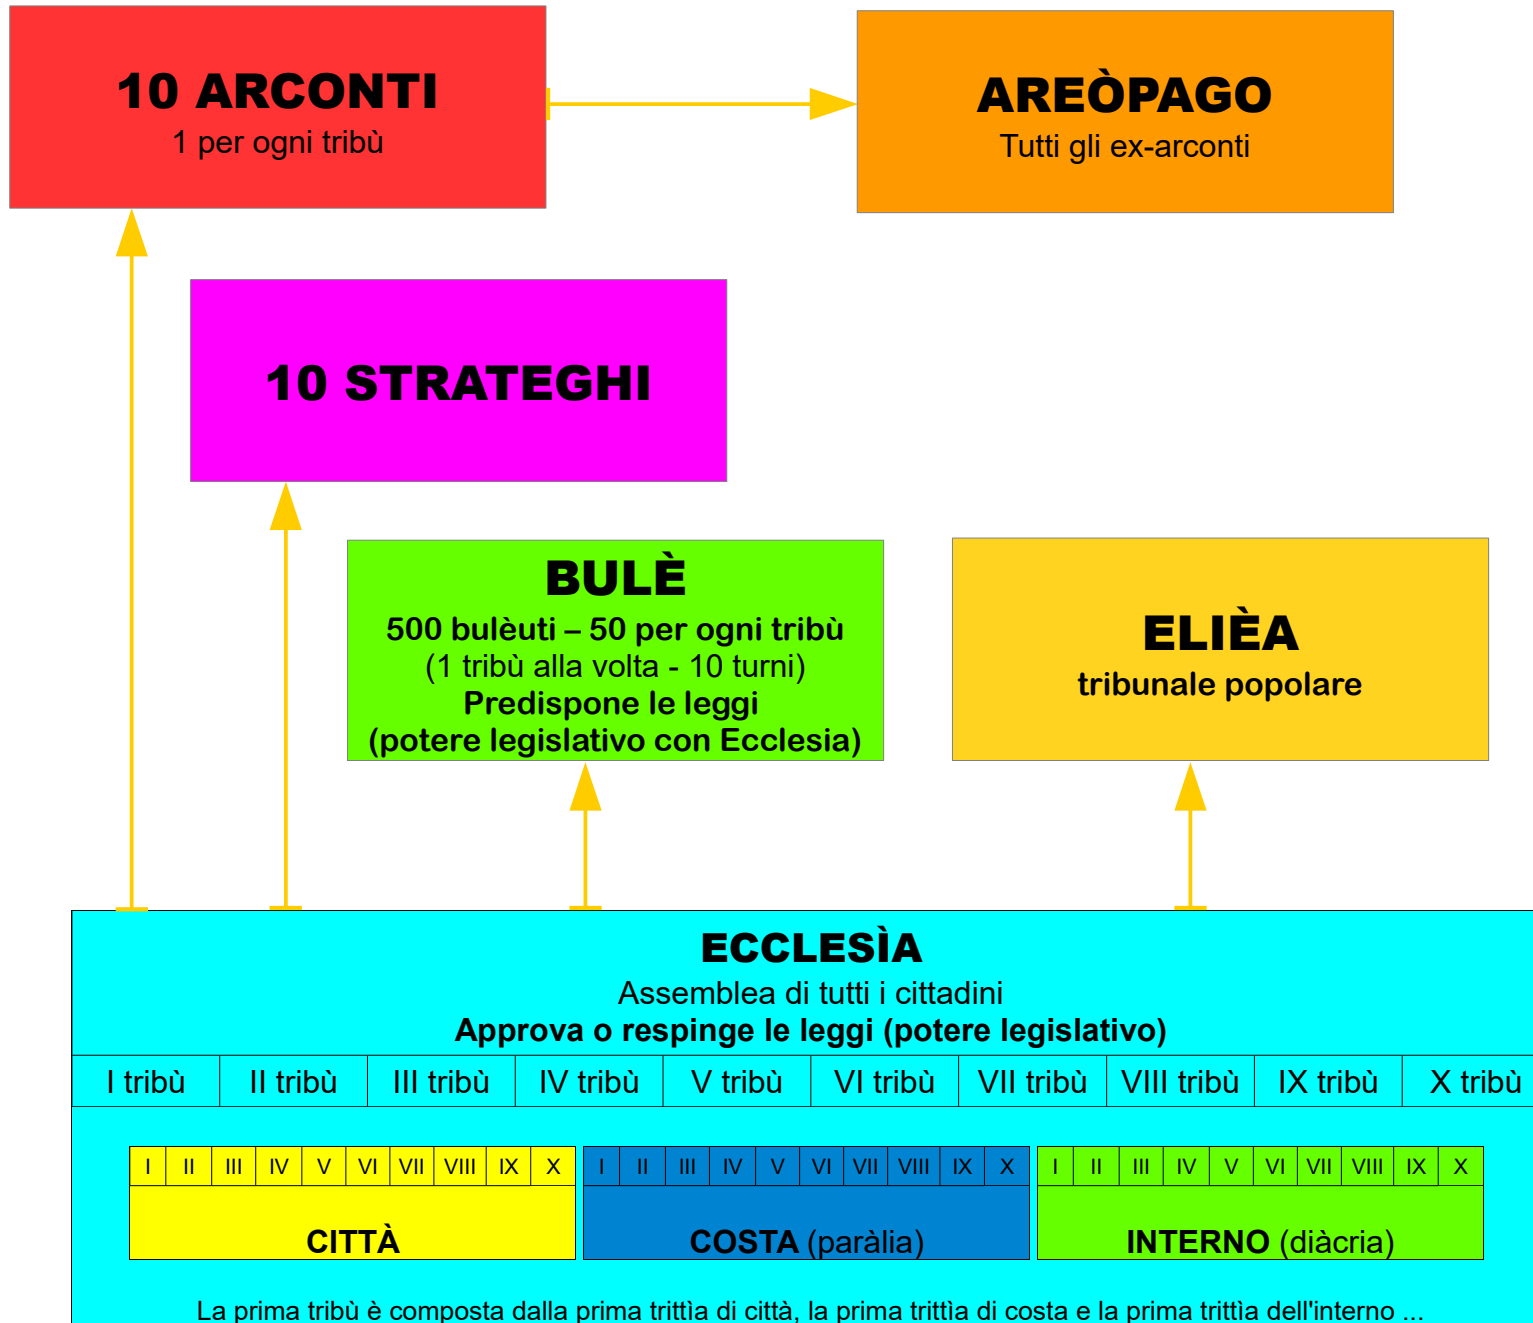 10 ARCONTI
1 per ogni tribù
AREÒPAGO
Tutti gli ex-arconti
10 STRATEGHI
BULÈ
500 bulèuti – 50 per ogni tribù
(1 tribù alla volta - 10 turni)
Predispone le leggi
(potere legislativo con Ecclesia)
ELIÈA
tribunale popolare
ECCLESÌA
Assemblea di tutti i cittadini
Approva o respinge le leggi (potere legislativo)
I tribù II tribù III tribù IV tribù V tribù VI tribù VII tribù VIII tribù IX tribù X tribù
I II III IV V VI VII VIII IX X I II III IV V VI VII VIII IX X I II III IV V VI VII VIII IX X
CITTÀ COSTA (paràlia) INTERNO (diàcria)
La prima tribù è composta dalla prima trittìa di città, la prima trittìa di costa e la prima trittìa dell'interno ...